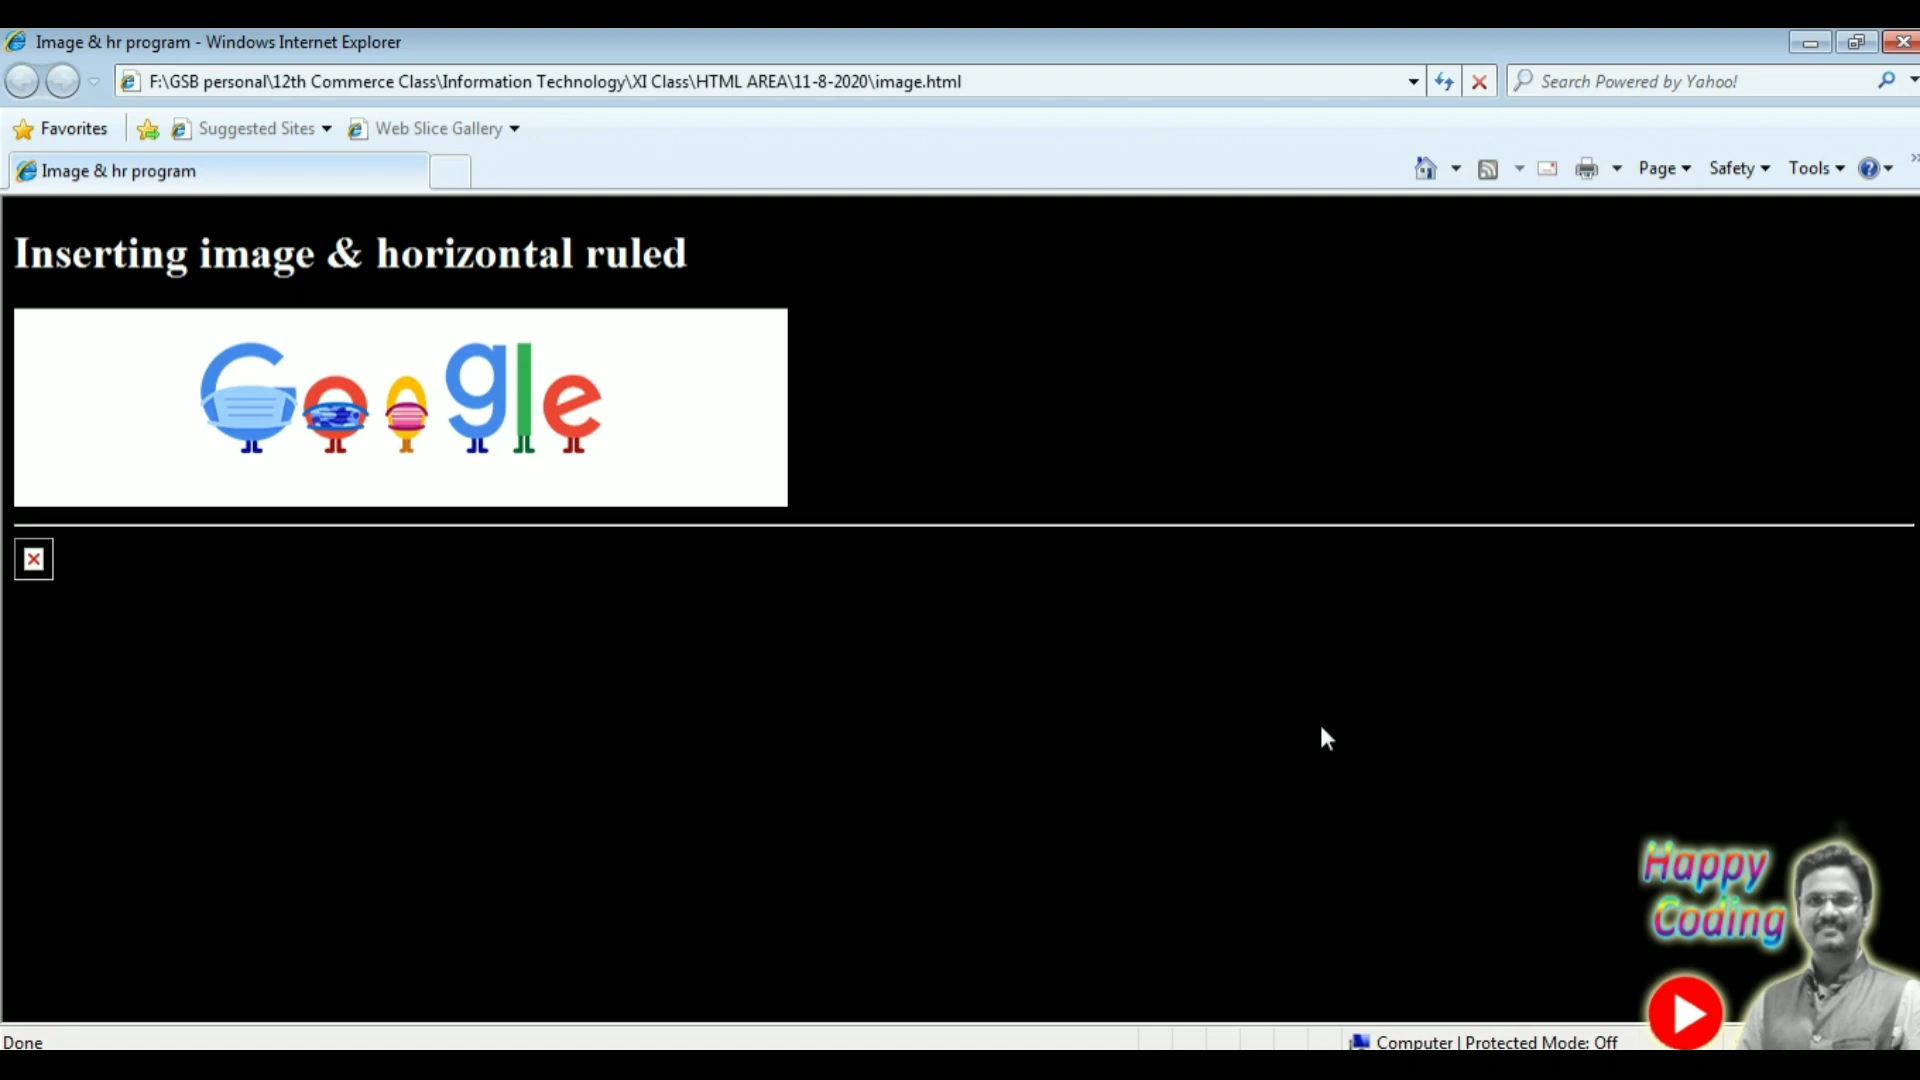 Image & hr program - Windows Internet Explorer
F:\GSB personal\12th Commerce Class\Information Technology\XI Class\HTML AREA\11-8-2020\image.html
Search Powered by Yahoo!
Favorites Suggested Sites Web Slice Gallery
Image & hr program
Page Safety Tools
Inserting image & horizontal ruled
Google
Happy
Coding
Done
Computer | Protected Mode: Off